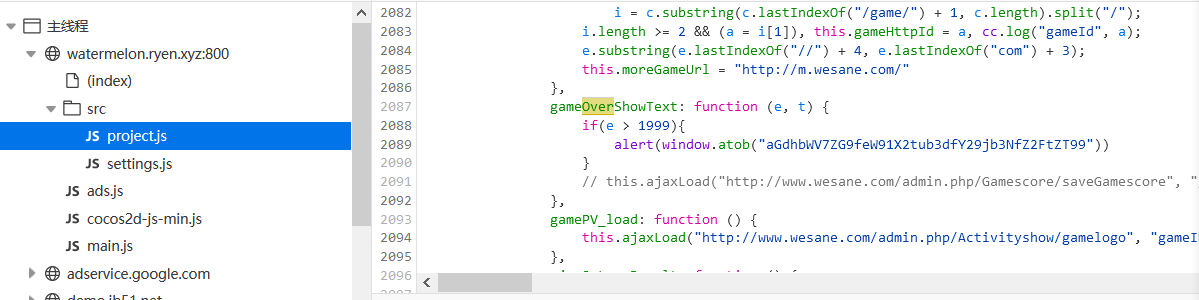 主线程
watermelon.ryen.xyz:800
(index)
src
JS project.js
JS settings.js
JS ads.js
JS cocos2d-js-min.js
JS main.js
adservice.google.com
2082 i = c.substring(c.lastIndexOf("/game/") + 1, c.length).split("/");
2083 i.length >= 2 && (a = i[1]), this.gameHttpId = a, cc.log("gameId", a);
2084 e.substring(e.lastIndexOf("//") + 4, e.lastIndexOf("com") + 3);
2085 this.moreGameUrl = "http://m.wesane.com/"
2086 },
2087 gameOverShowText: function (e, t) {
2088 if(e > 1999){
2089 alert(window.atob("aGdhbWV7ZG9feW91X2tub3dfY29jb3NfZ2FtZT99"))
2090 }
2091 // this.ajaxLoad("http://www.wesane.com/admin.php/Gamescore/saveGamescore", "
2092 },
2093 gamePV_load: function () {
2094 this.ajaxLoad("http://www.wesane.com/admin.php/Activityshow/gamelogo", "gameI
2095 },
2096